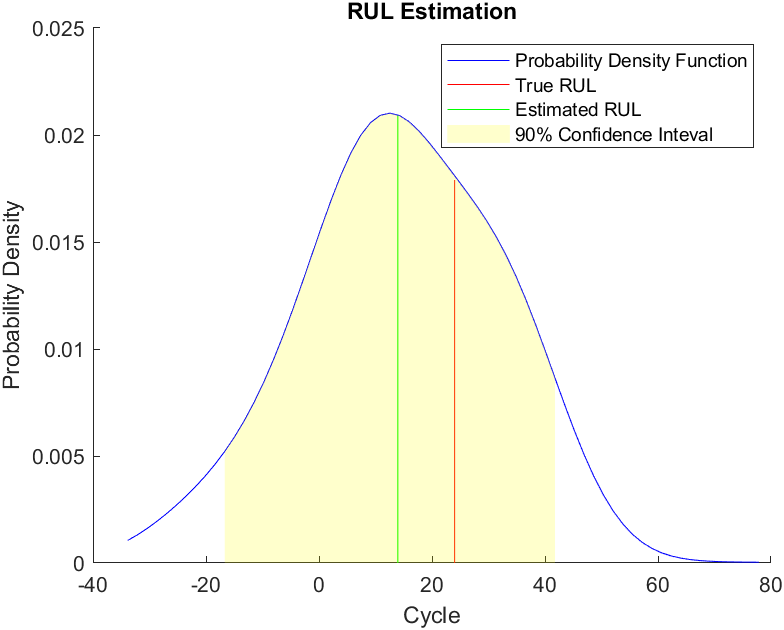 RUL Estimation
0.025
0.02
0.015
0.01
0.005
0
Probability Density
Probability Density Function
True RUL
Estimated RUL
90% Confidence Inteval
-40
-20
0
20
40
60
80
Cycle